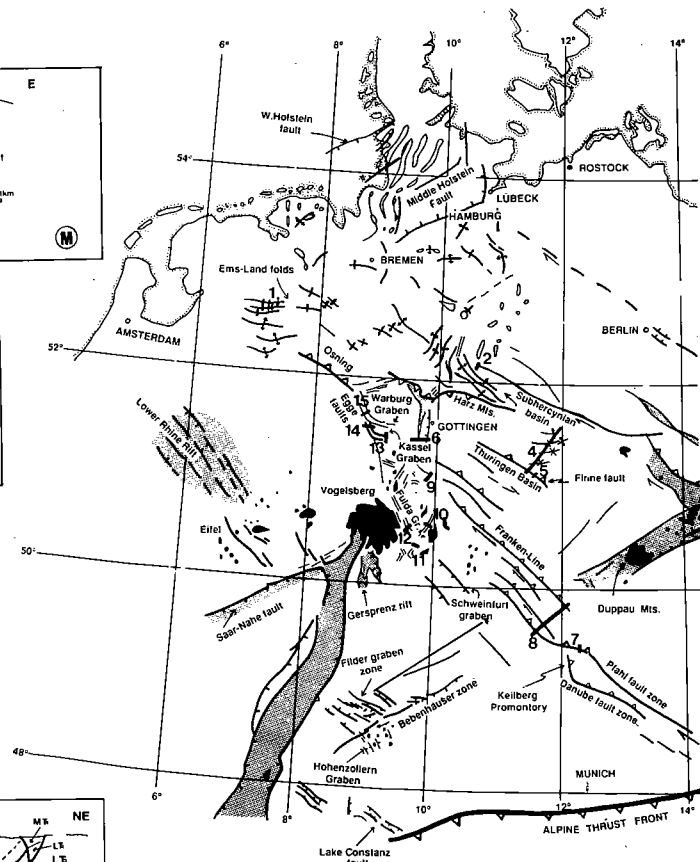 6°
8°
10°
12°
E
W.Holstein
fault
54°
ROSTOCK
Middle Holstein
Fault
LÜBECK
M
HAMBURG
BREMEN
Ems-Land folds
1
BERLIN
AMSTERDAM
52°
Osning
2
Egge
faults
15
Warburg
Graben
Harz Mts.
Subhercynian
basin
Lower Rhine Rift
14
13
GÖTTINGEN
6
Kassel
Graben
4
5
Thuringen Basin
Finne fault
Vogelsberg
9
Fulda Gr.
10
Eifel
12
11
Franken-Line
50°
Saar-Nahe fault
Gersprenz rift
Schweinfurt
graben
Duppau Mts.
8
7
Filder graben
zone
Keilberg
Promontory
Pfahl fault zone
Danube fault zone
Bebenhauser zone
48°
Hohenzollern
Graben
MUNICH
6°
8°
10°
12°
14°
NE
ALPINE THRUST FRONT
Lake Constanz
fault